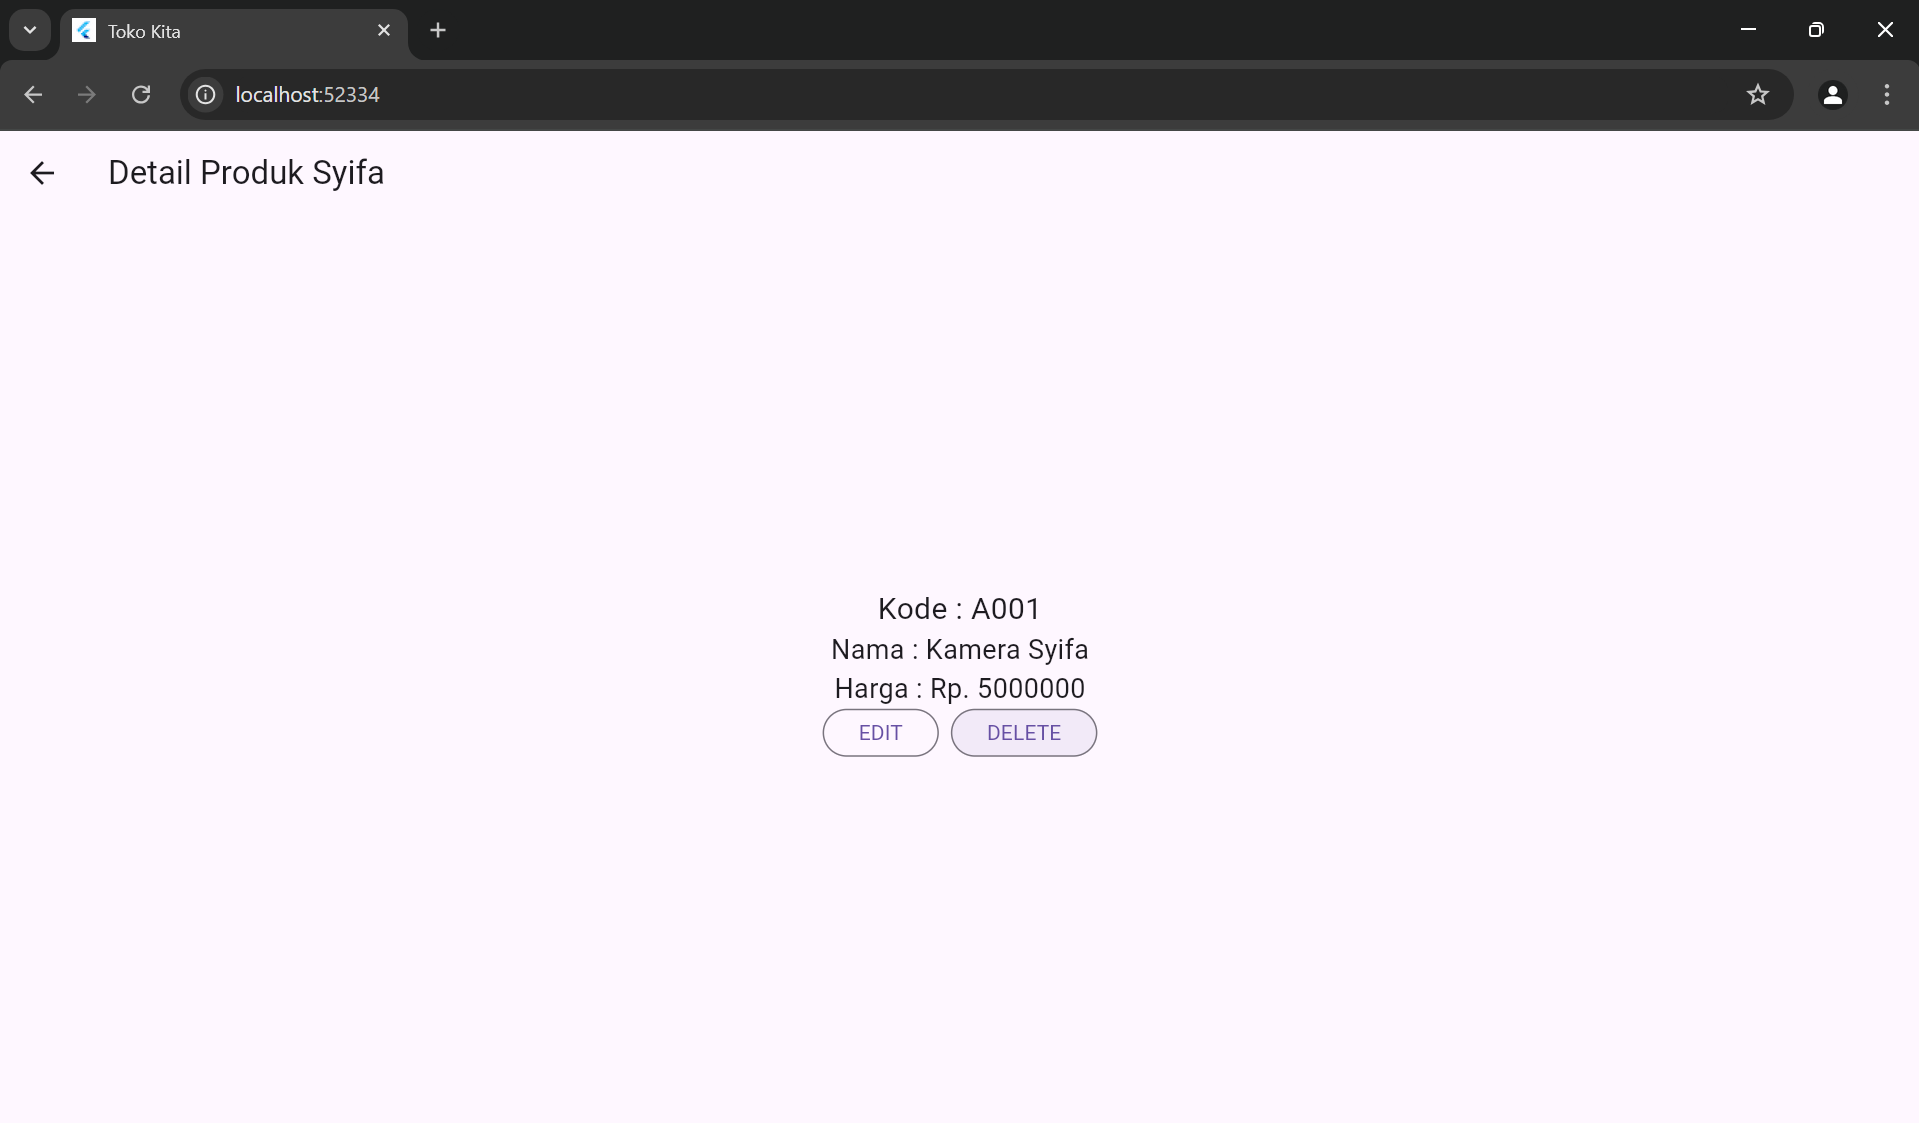 Toko Kita
localhost:52334
Detail Produk Syifa
Kode : A001
Nama : Kamera Syifa
Harga : Rp. 5000000
EDIT DELETE